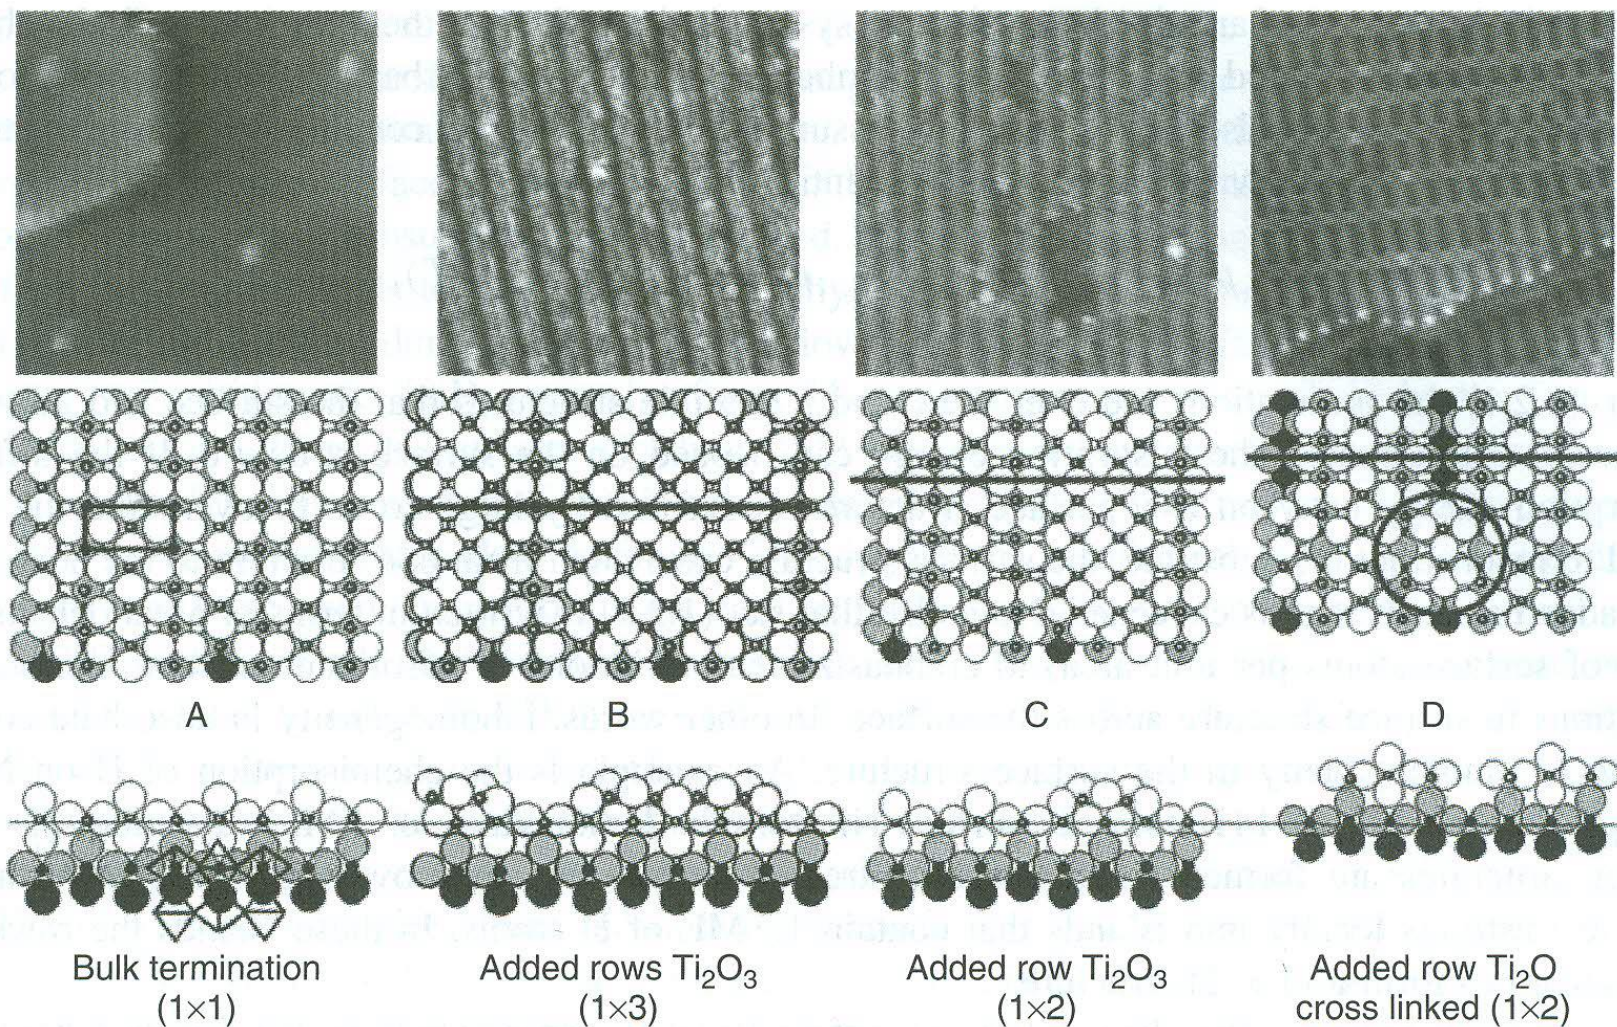 A
B
C
D
Bulk termination
(1×1)
Added rows Ti₂O₃
(1×3)
Added row Ti₂O₃
(1×2)
Added row Ti₂O
cross linked (1×2)